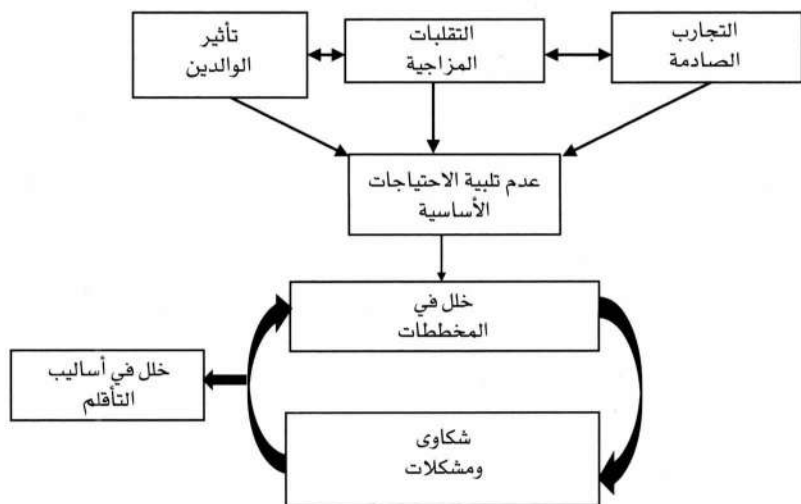 التجارب
الصادمة
التقلبات
المزاجية
تأثير
الوالدين
عدم تلبية الاحتياجات
الأساسية
خلل في
المخططات
خلل في أساليب
التأقلم
شكاوى
ومشكلات